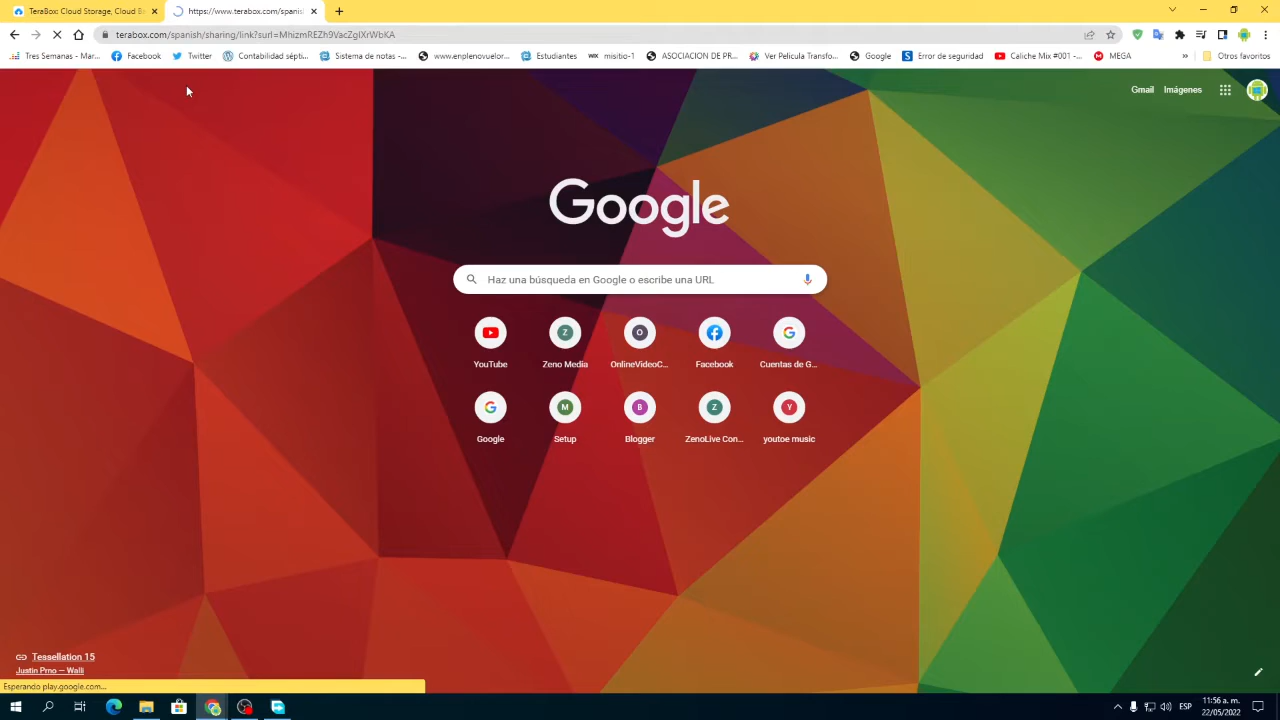 TeraBox: Cloud Storage, Cloud B
https://www.terabox.com/spanis
terabox.com/spanish/sharing/link?surl=MhizmREZh9VacZgIXrWbKA
Tres Semanas - Mar...
Facebook
Twitter
Contabilidad sépti...
Sistema de notas -...
www.enplenovuelor...
Estudiantes
WIX misitio-1
ASOCIACION DE PR...
Ver Película Transfo...
Google
Error de seguridad
Caliche Mix #001 -...
MEGA
»
Otros favoritos
Gmail
Imágenes
Google
Haz una búsqueda en Google o escribe una URL
YouTube
Z
Zeno Media
O
OnlineVideoC...
Facebook
Cuentas de G...
Google
M
Setup
B
Blogger
Z
ZenoLive Con...
Y
youtoe music
Tessellation 15
Justin Prno — Walli
Esperando play.google.com...
ESP
11:56 a. m.
22/05/2022